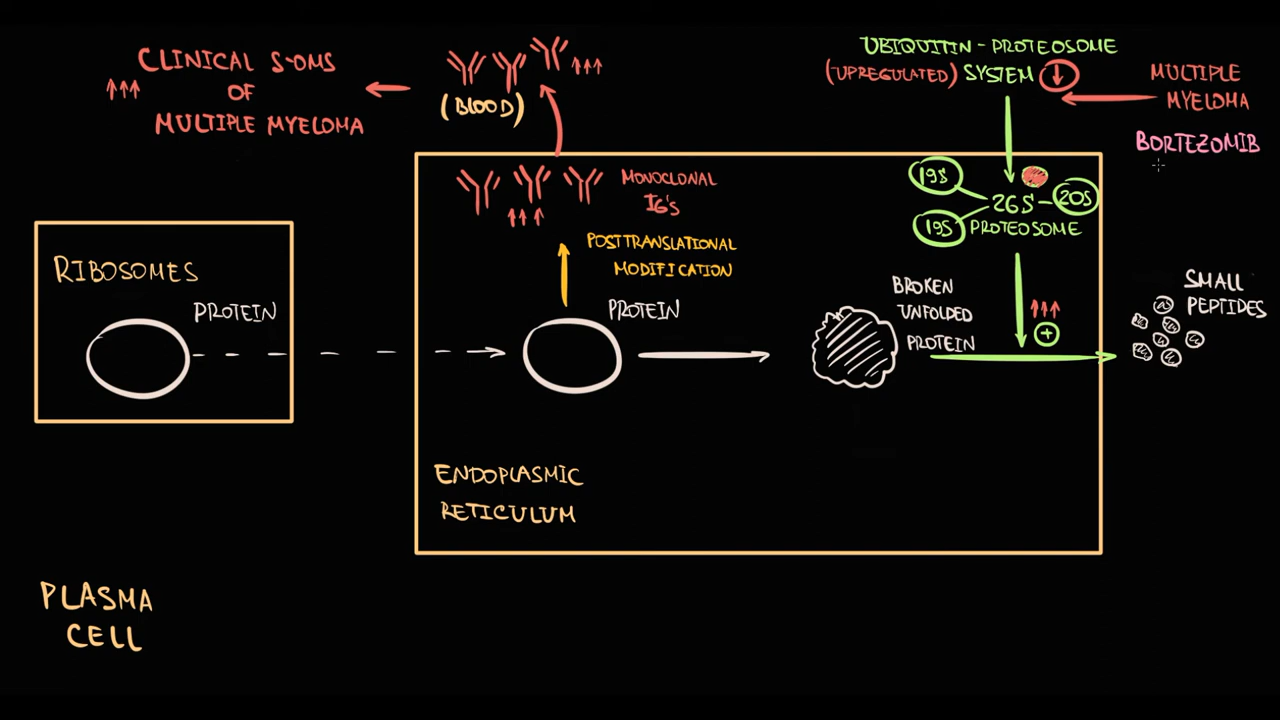 CLINICAL S-OMS
↑↑↑ OF
MULTIPLE MYELOMA
↑↑↑
(BLOOD)
UBIQUITIN - PROTEOSOME
(UPREGULATED) SYSTEM ↓
MULTIPLE
MYELOMA
BORTEZOMIB
MONOCLONAL
IG'S
↑↑↑
19S
26S - 20S
19S PROTEOSOME
POSTTRANSLATIONAL
MODIFICATION
RIBOSOMES
PROTEIN
PROTEIN
BROKEN
UNFOLDED
PROTEIN
↑↑↑
+
SMALL
PEPTIDES
ENDOPLASMIC
RETICULUM
PLASMA
CELL